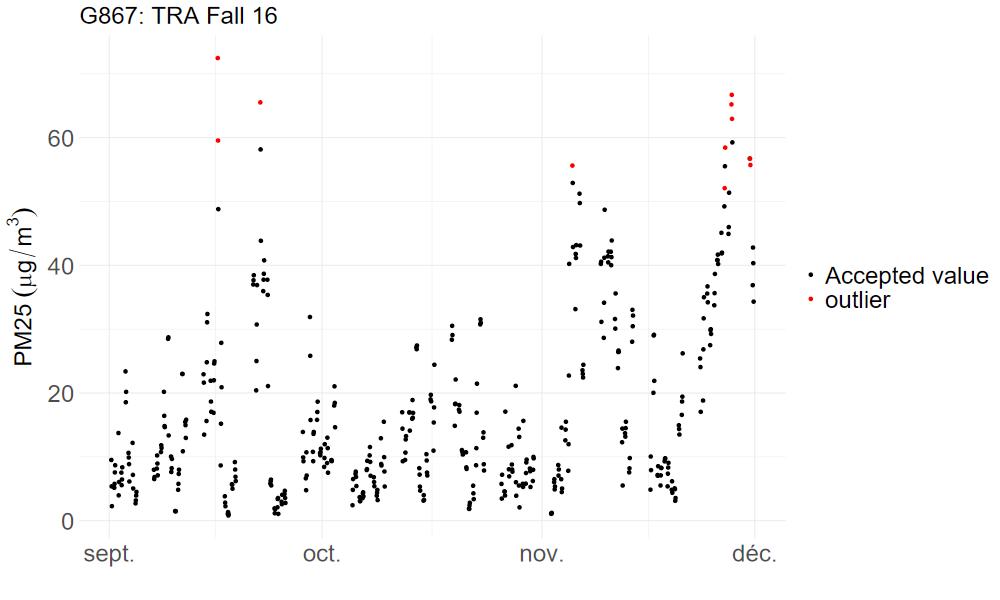 G867: TRA Fall 16
PM25 (μg/m³)
60
40
20
0
sept.
oct.
nov.
déc.
Accepted value
outlier